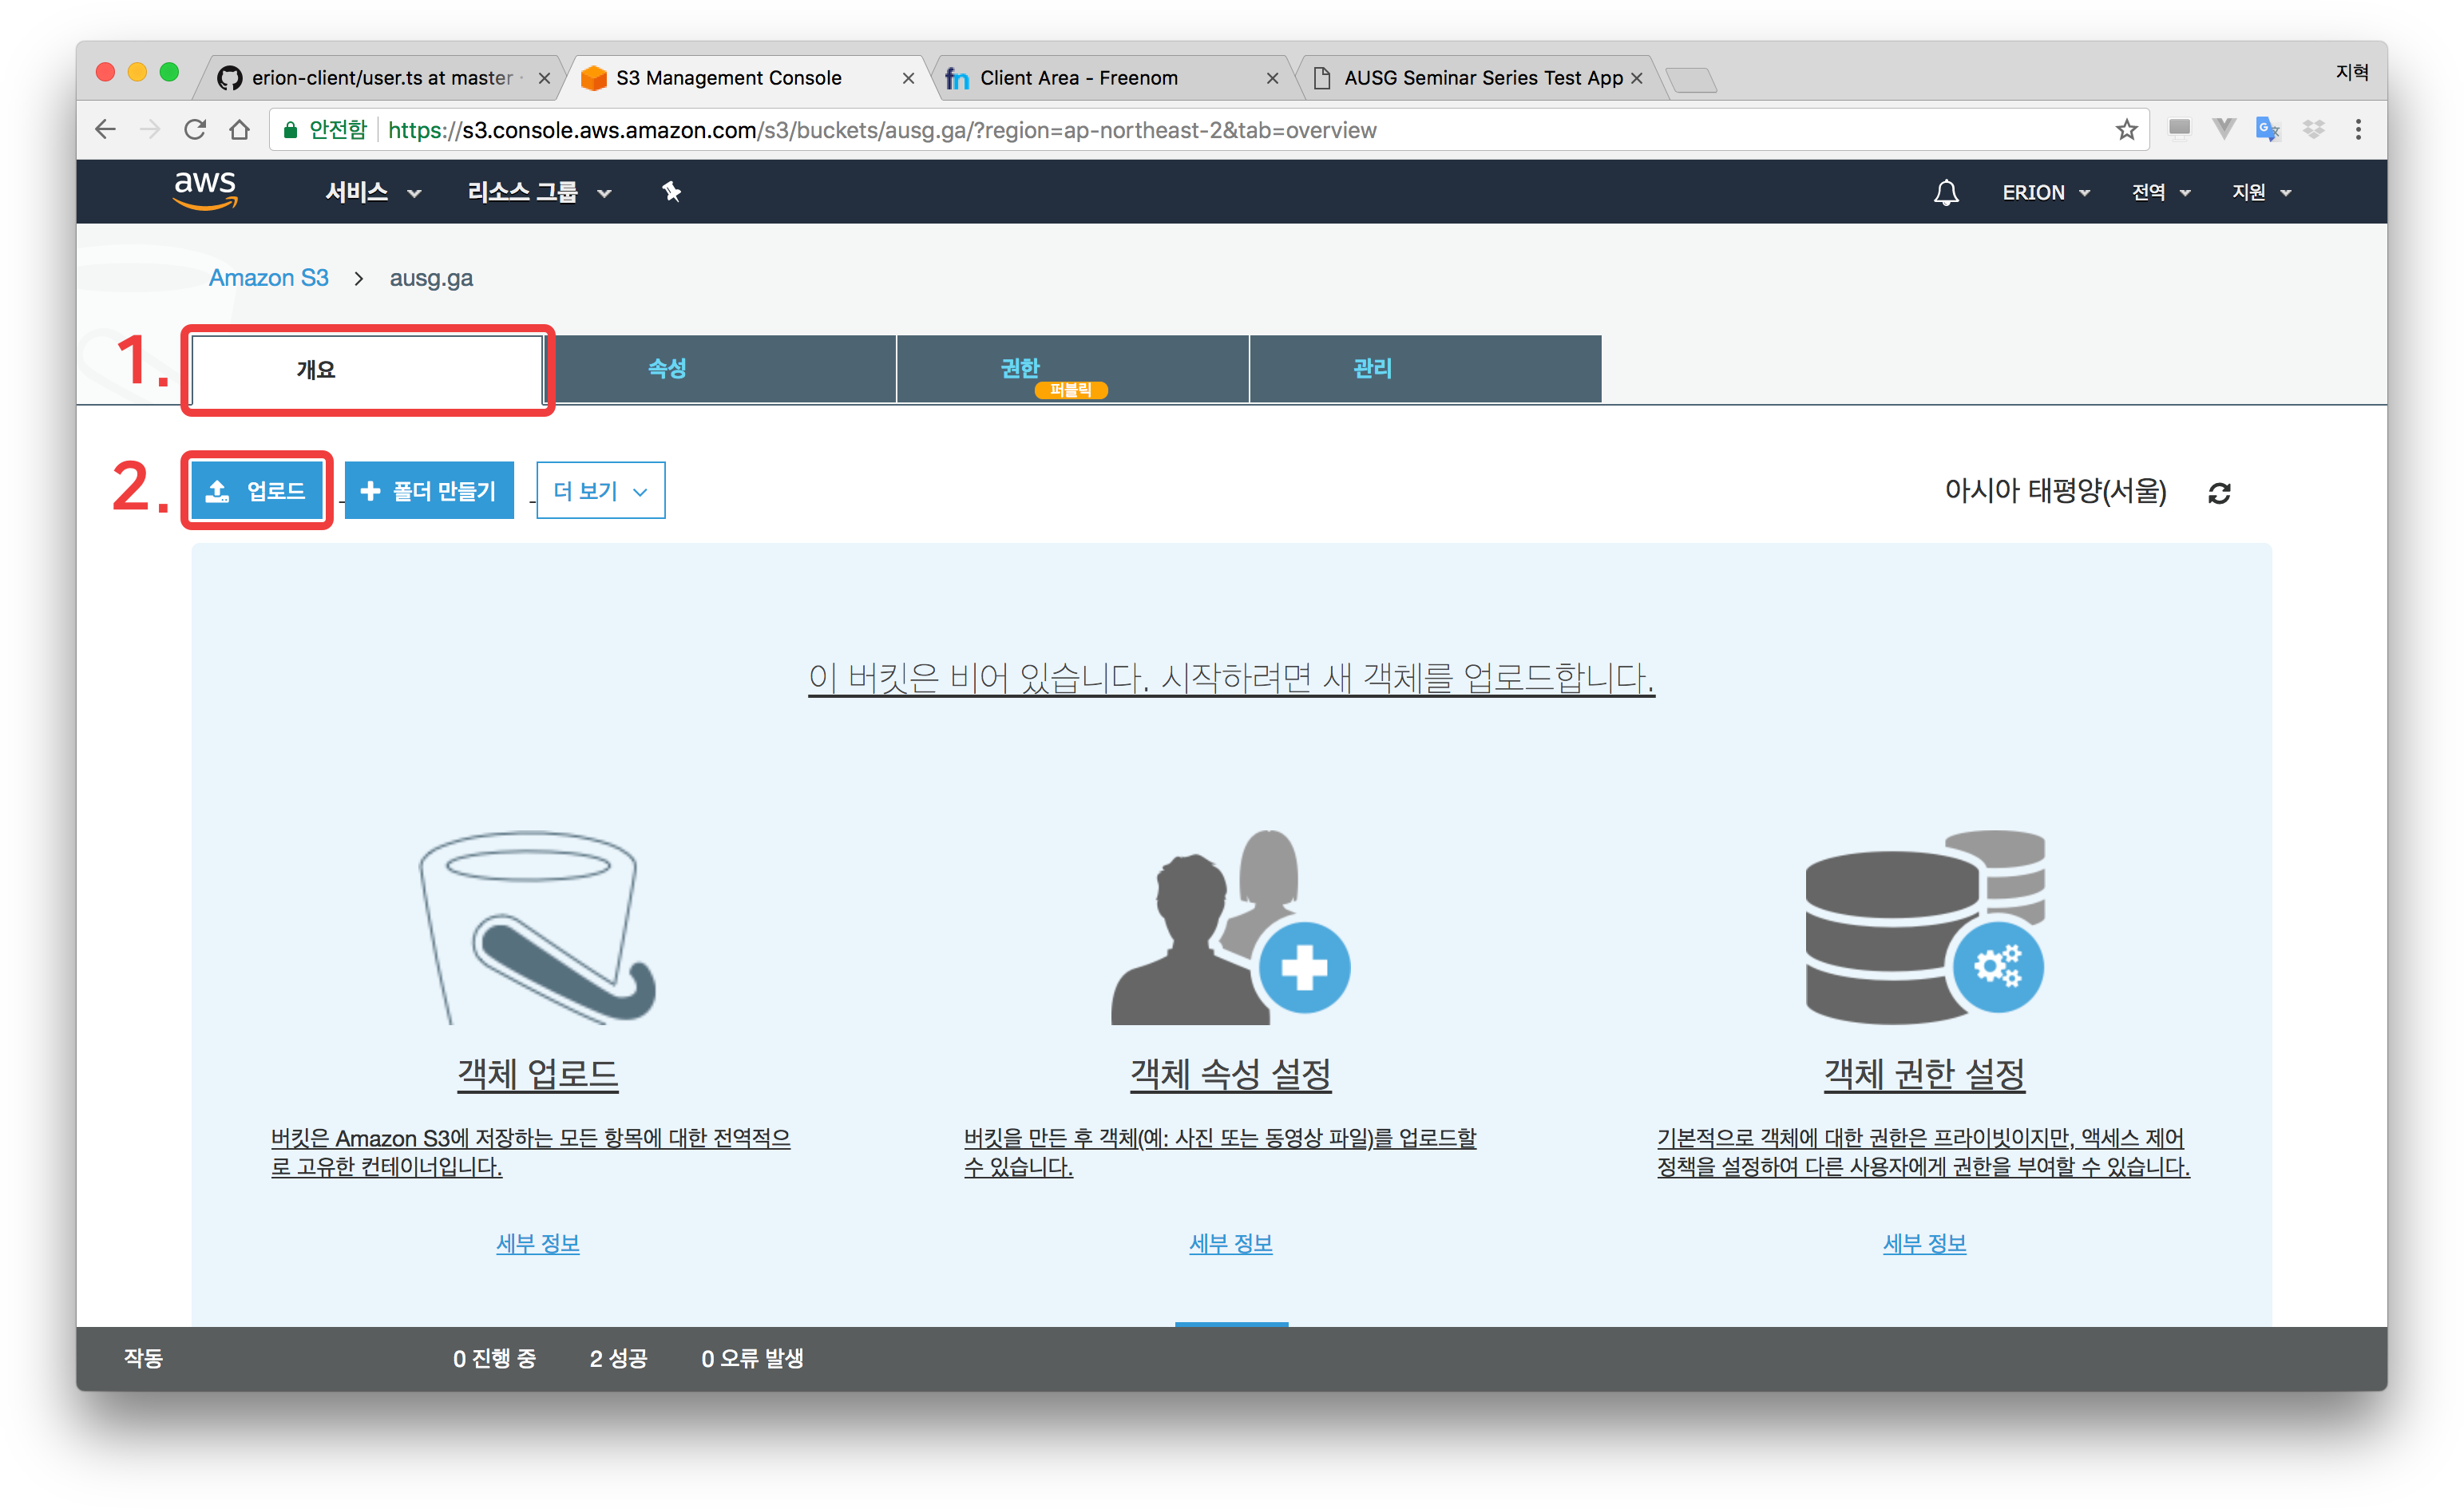 erion-client/user.ts at master
S3 Management Console
Client Area - Freenom
AUSG Seminar Series Test App
지혁
안전함
https://s3.console.aws.amazon.com/s3/buckets/ausg.ga/?region=ap-northeast-2&tab=overview
aws
서비스
리소스 그룹
ERION
전역
지원
Amazon S3 > ausg.ga
1.
개요
속성
권한
퍼블릭
관리
2.
업로드
폴더 만들기
더 보기
아시아 태평양(서울)
이 버킷은 비어 있습니다. 시작하려면 새 객체를 업로드합니다.
객체 업로드
버킷은 Amazon S3에 저장하는 모든 항목에 대한 전역적으
로 고유한 컨테이너입니다.
세부 정보
객체 속성 설정
버킷을 만든 후 객체(예: 사진 또는 동영상 파일)를 업로드할
수 있습니다.
세부 정보
객체 권한 설정
기본적으로 객체에 대한 권한은 프라이빗이지만, 액세스 제어
정책을 설정하여 다른 사용자에게 권한을 부여할 수 있습니다.
세부 정보
작동
0 진행 중
2 성공
0 오류 발생